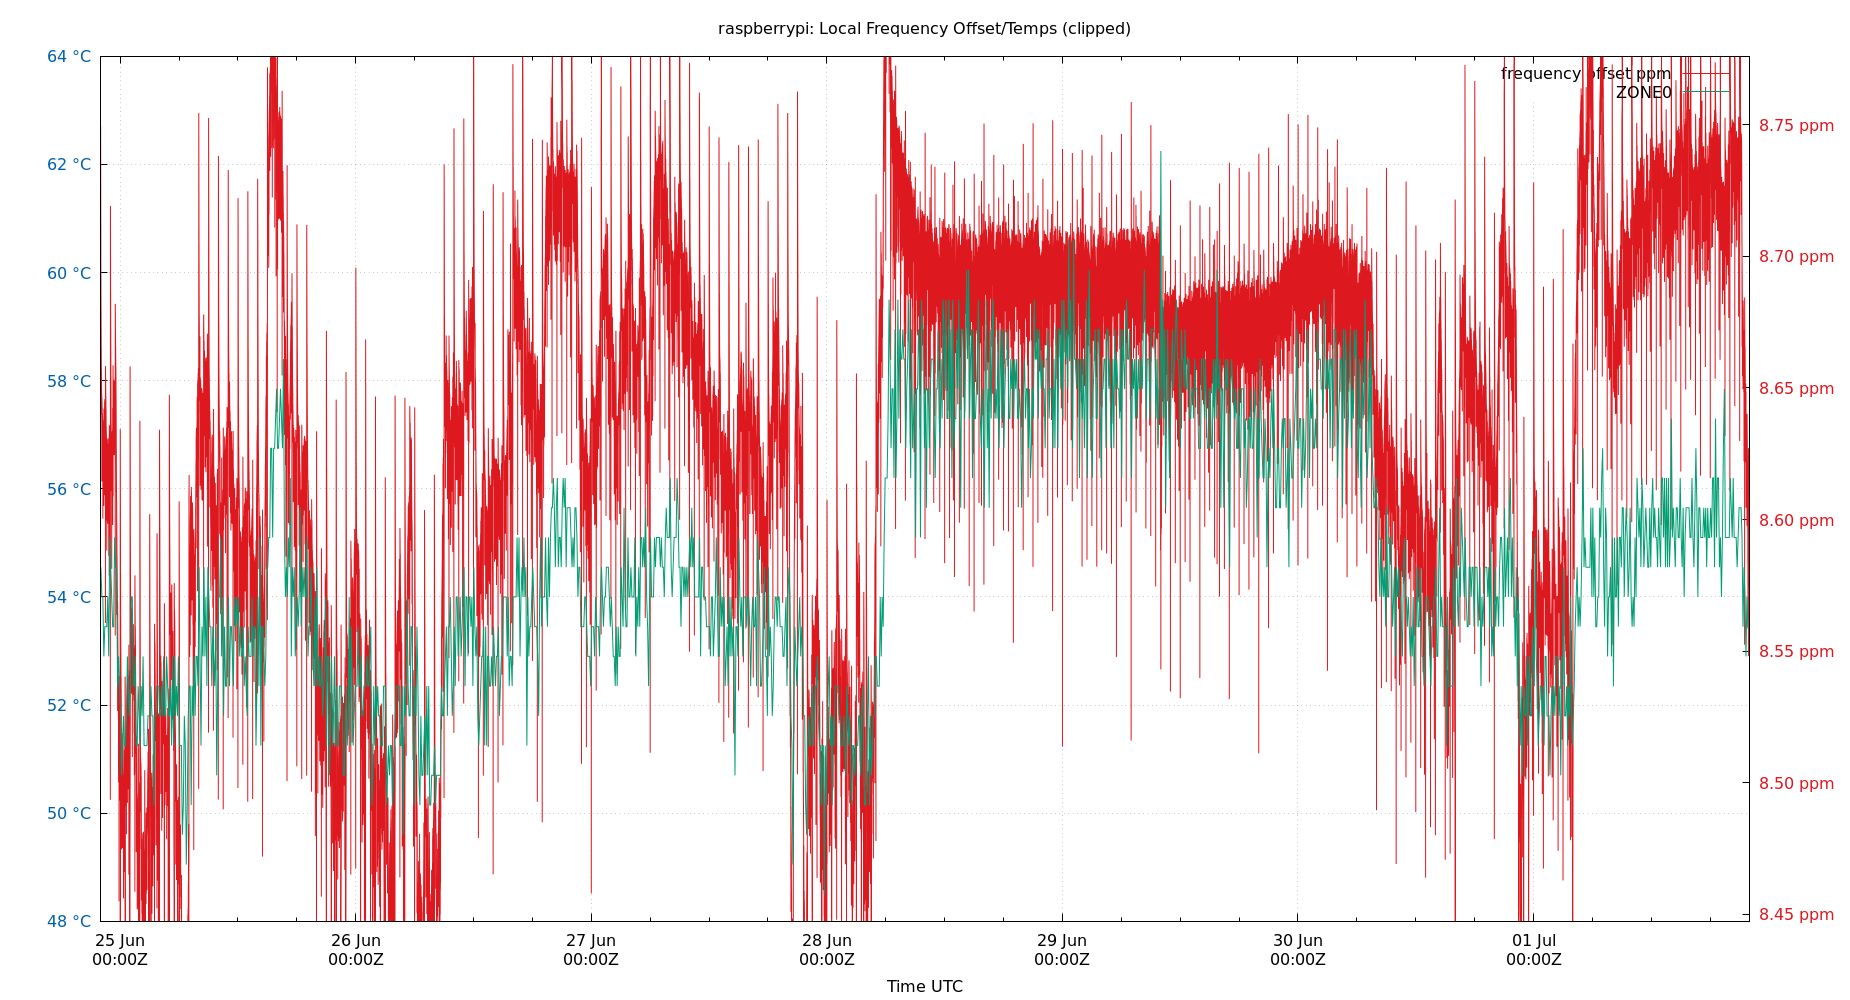 raspberrypi: Local Frequency Offset/Temps (clipped)
64 °C
62 °C
60 °C
58 °C
56 °C
54 °C
52 °C
50 °C
48 °C
frequency offset ppm
ZONE0
8.75 ppm
8.70 ppm
8.65 ppm
8.60 ppm
8.55 ppm
8.50 ppm
8.45 ppm
25 Jun
00:00Z
26 Jun
00:00Z
27 Jun
00:00Z
28 Jun
00:00Z
29 Jun
00:00Z
30 Jun
00:00Z
01 Jul
00:00Z
Time UTC